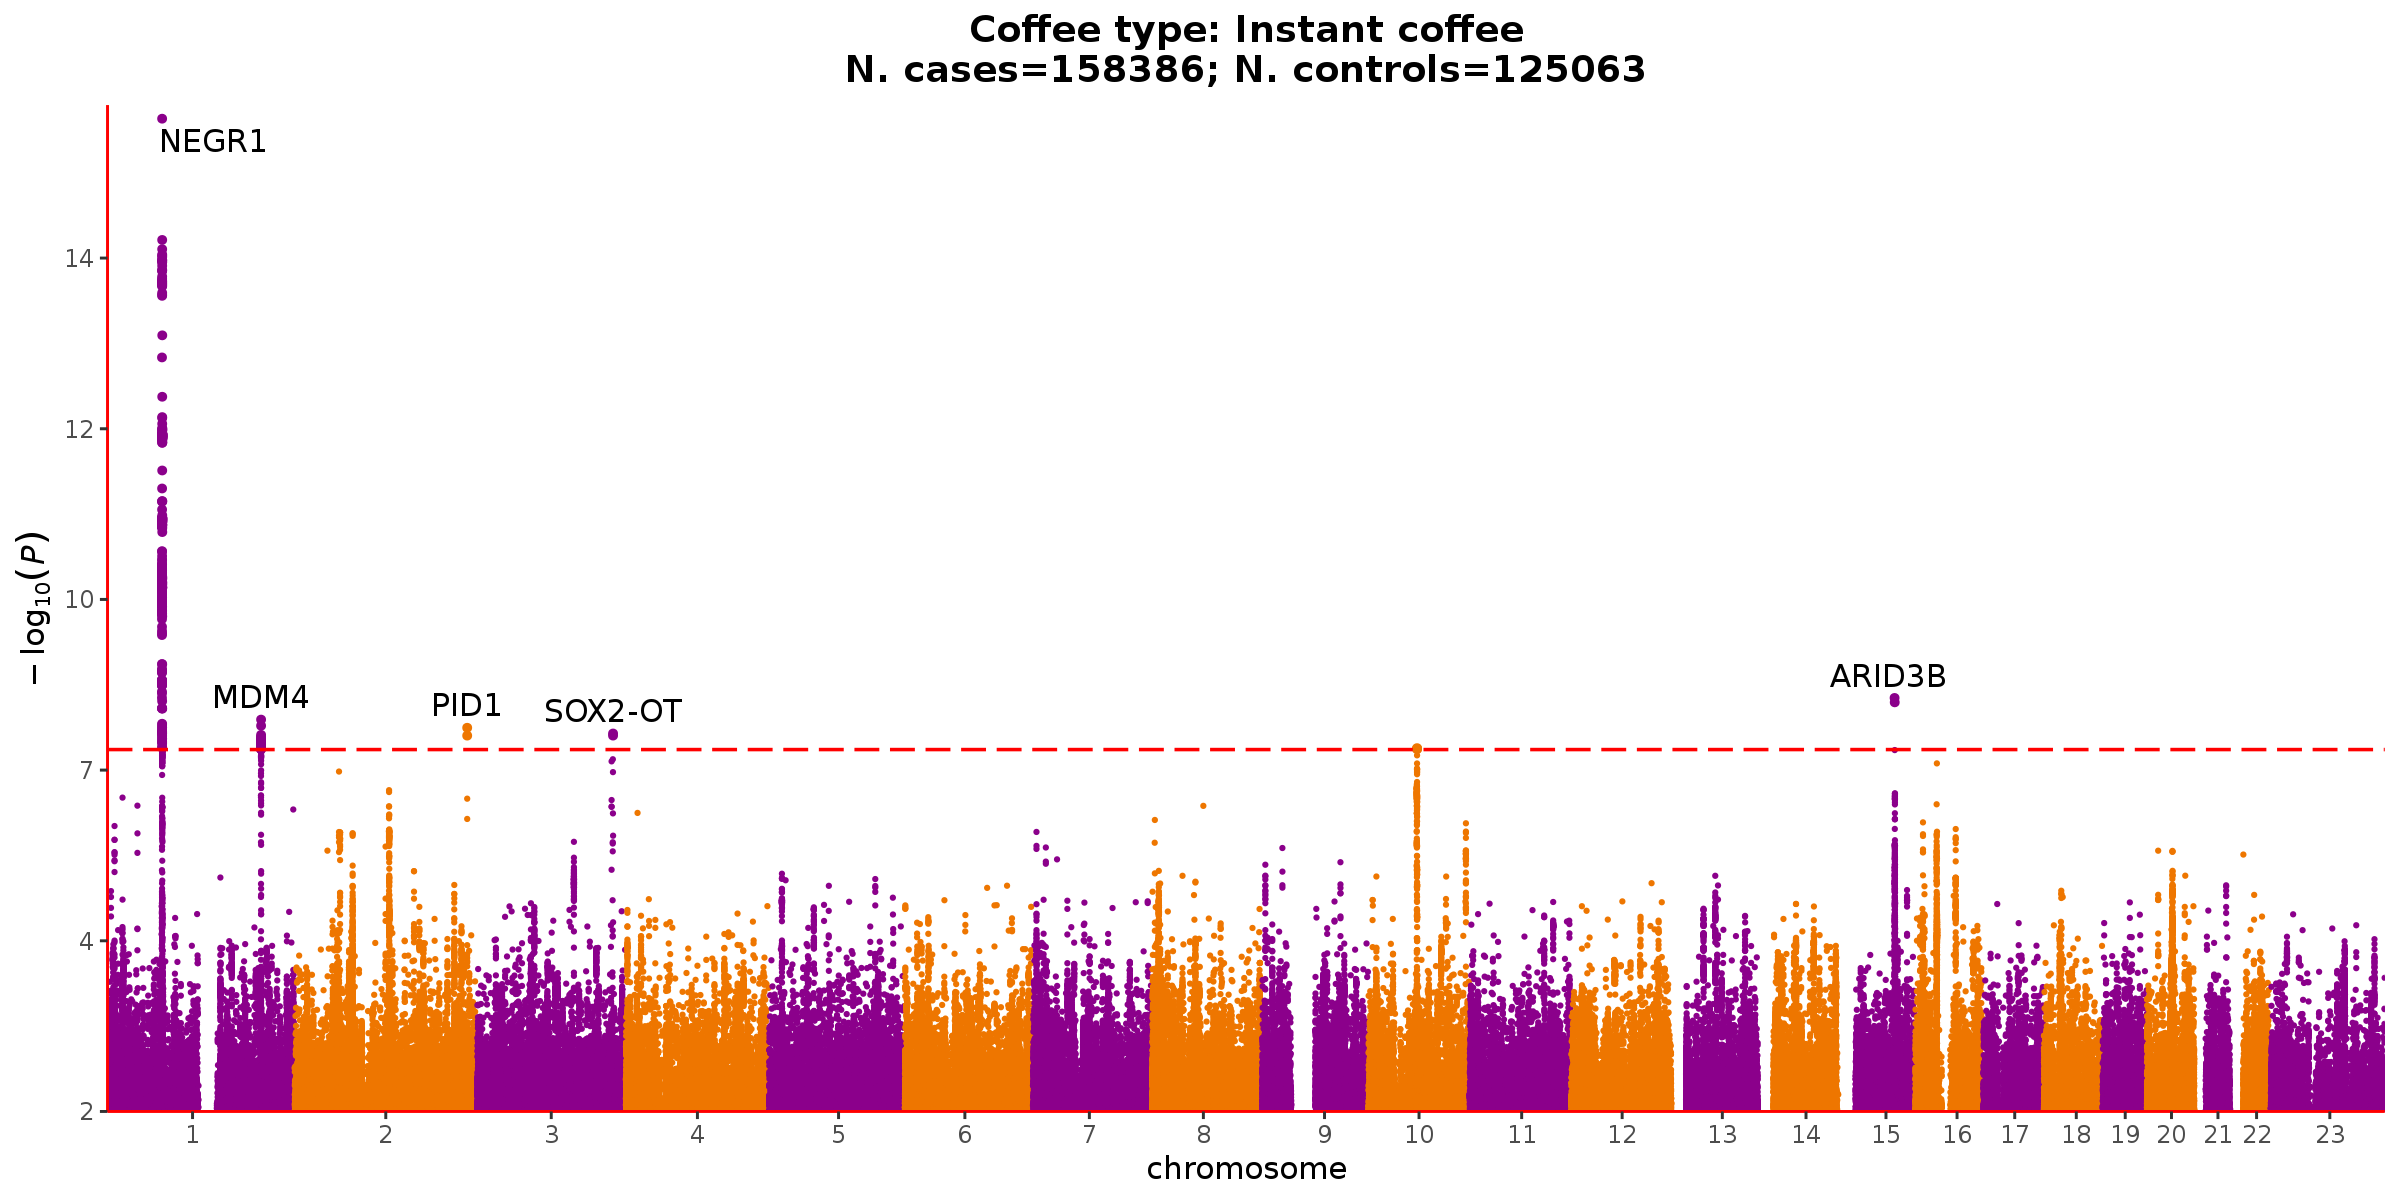 Coffee type: Instant coffee
N. cases=158386; N. controls=125063
NEGR1
14
12
10
− log10(P)
ARID3B
MDM4
PID1
SOX2-OT
7
4
2
1 2 3 4 5 6 7 8 9 10 11 12 13 14 15 16 17 18 19 20 21 22 23
chromosome